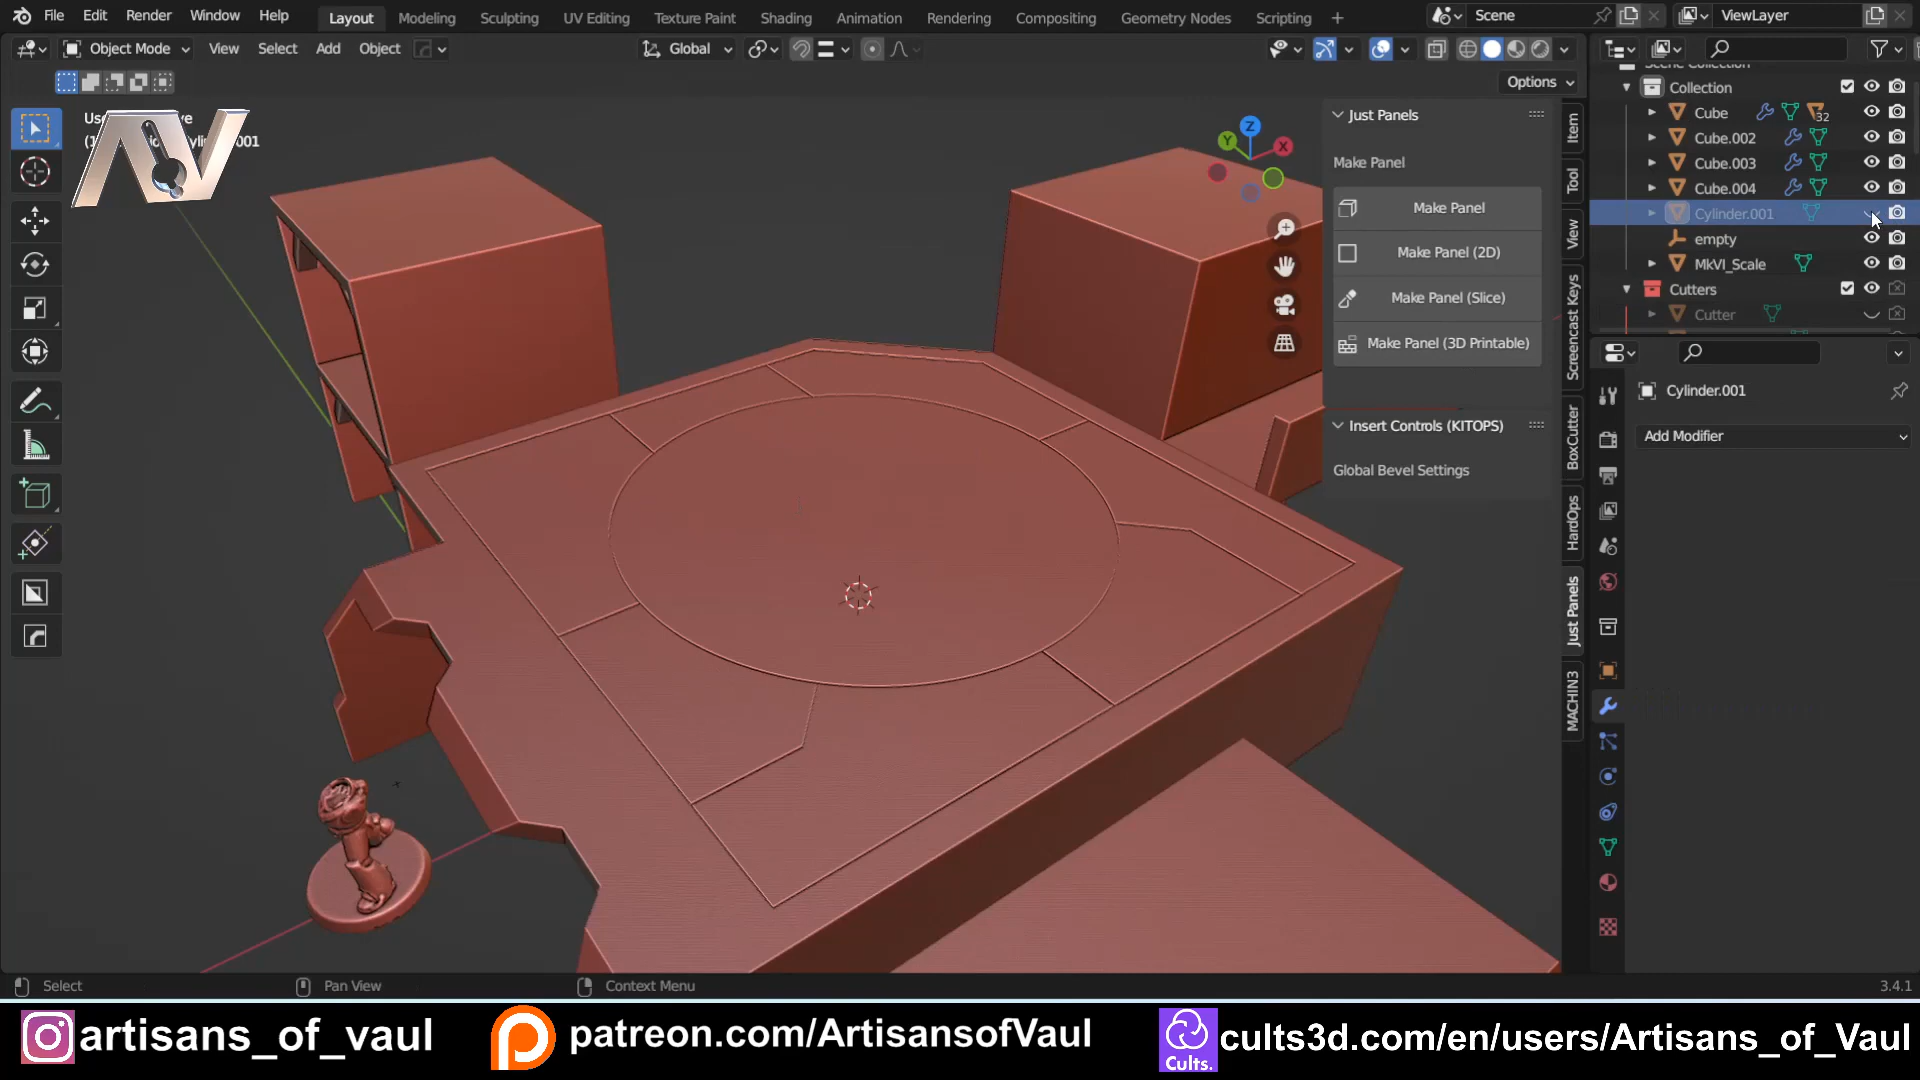 File Edit Render Window Help Layout Modeling Sculpting UV Editing Texture Paint Shading Animation Rendering Compositing Geometry Nodes Scripting + Scene ViewLayer
Object Mode View Select Add Object Global
Options
AV
Just Panels
Make Panel
Make Panel
Make Panel (2D)
Make Panel (Slice)
Make Panel (3D Printable)
Insert Controls (KITOPS)
Global Bevel Settings
Z
Y
X
Item
Tool
View
Screencast Keys
BoxCutter
HardOps
Just Panels
MACHIN3
Scene Collection
Collection
Cube 32
Cube.002
Cube.003
Cube.004
Cylinder.001
empty
MkVI_Scale
Cutters
Cutter
Cylinder.001
Add Modifier
Select Pan View Context Menu 3.4.1
artisans_of_vaul patreon.com/ArtisansofVaul Cults. cults3d.com/en/users/Artisans_of_Vaul